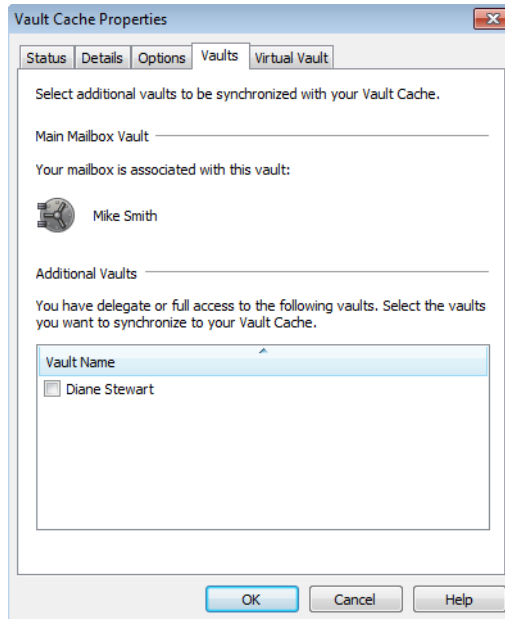 Vault Cache Properties
Status Details Options Vaults Virtual Vault
Select additional vaults to be synchronized with your Vault Cache.
Main Mailbox Vault
Your mailbox is associated with this vault:
Mike Smith
Additional Vaults
You have delegate or full access to the following vaults. Select the vaults
you want to synchronize to your Vault Cache.
Vault Name
Diane Stewart
OK Cancel Help